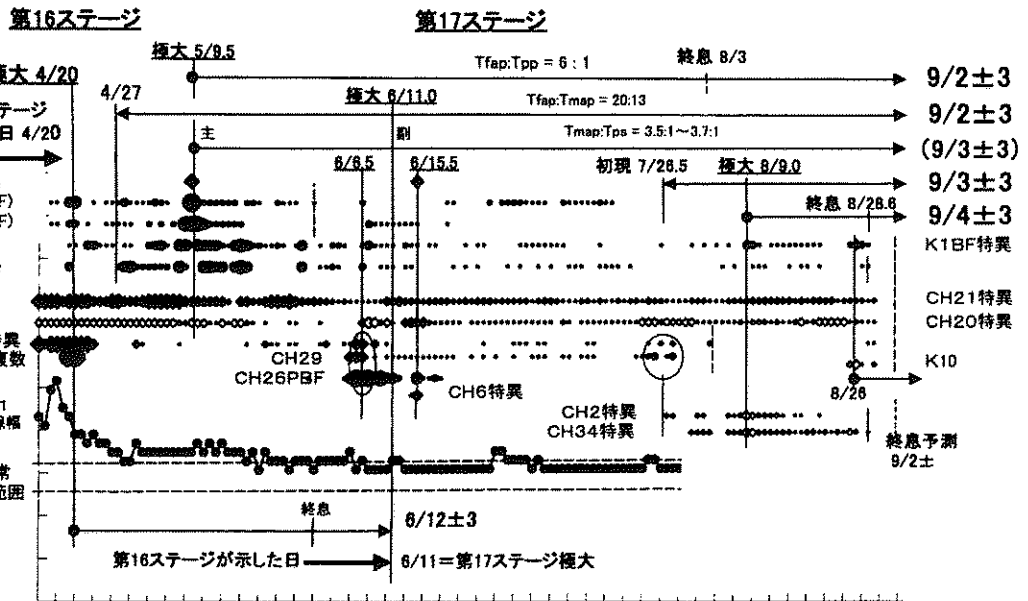 第16ステージ
第17ステージ
極大 5/9.5
Tfap:Tpp = 6 : 1
終息 8/3
9/2±3
極大 4/20
4/27
極大 6/11.0
Tfap:Tmap = 20:13
9/2±3
テージ
日 4/20
主
副
Tmap:Tps = 3.5:1～3.7:1
(9/3±3)
6/6.5
6/15.5
初現 7/26.5
極大 8/9.0
9/3±3
F)
終息 8/28.6
9/4±3
F)
K1BF特異
CH21特異
CH20特異
異
複数
CH29
K10
CH26PBF
CH6特異
8/26
線幅
CH2特異
CH34特異
終息予測
9/2±
常
範囲
終息
6/12±3
第16ステージが示した日
6/11=第17ステージ極大